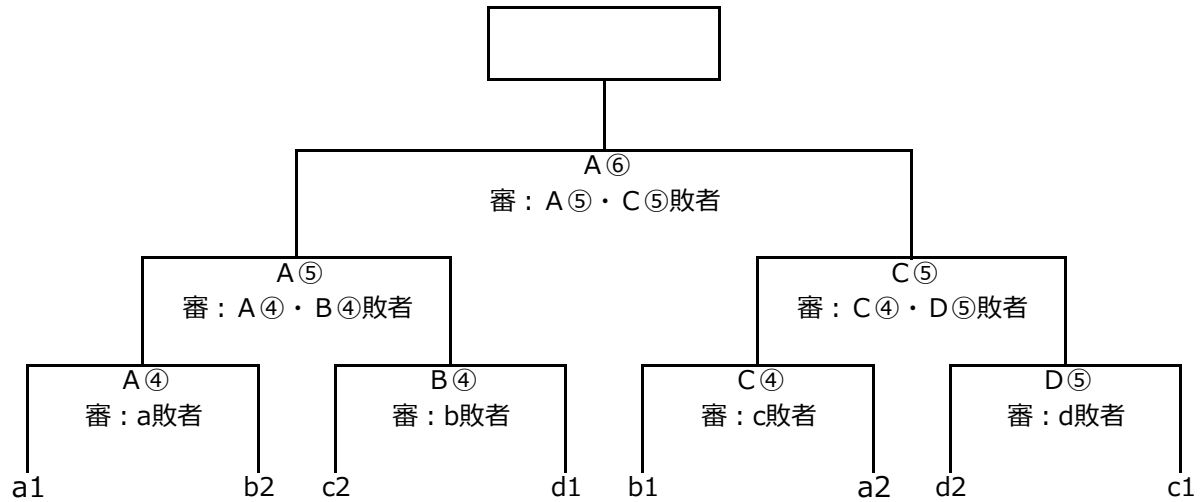 A⑥
審：A⑤・C⑤敗者
A⑤
C⑤
審：A④・B④敗者
審：C④・D⑤敗者
A④
B④
C④
D⑤
審：a敗者
審：b敗者
審：c敗者
審：d敗者
a1
b2
c2
d1
b1
a2
d2
c1